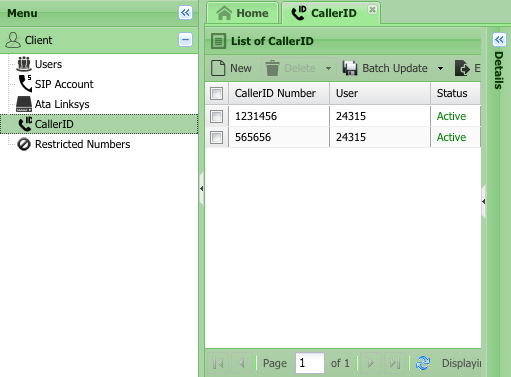 Menu
Client
Users
SIP Account
Ata Linksys
CallerID
Restricted Numbers
Home
CallerID
List of CallerID
New
Delete
Batch Update
E
CallerID Number User Status
1231456 24315 Active
565656 24315 Active
Page 1 of 1
Displayin
Details